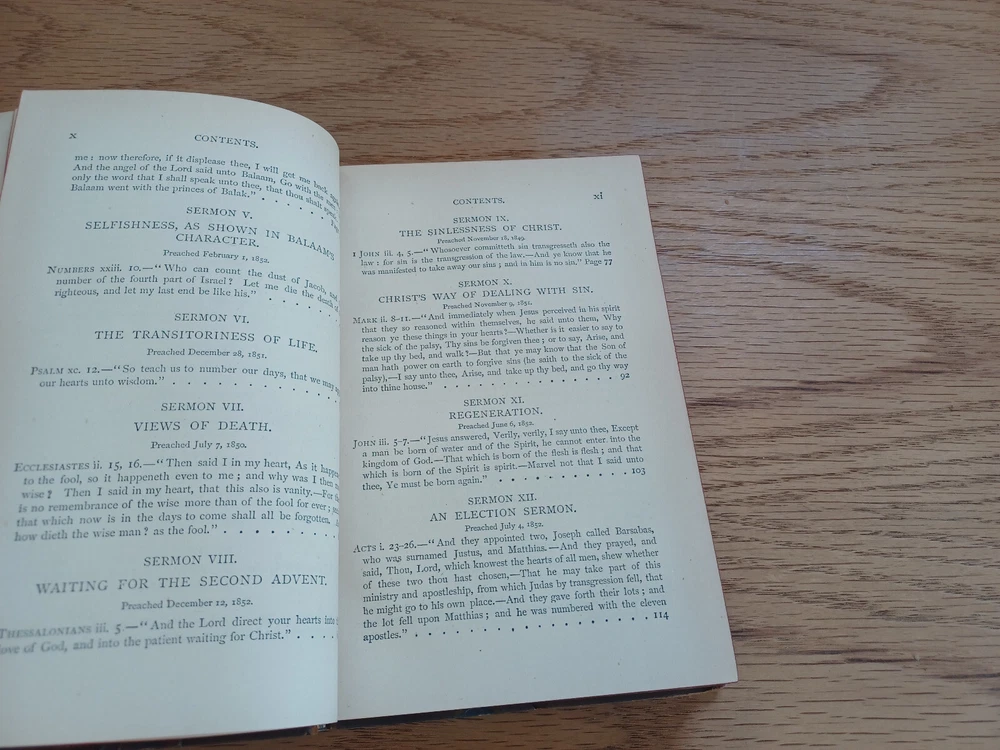 x
CONTENTS.
me: now therefore, if it displease thee, I will get me back
And the angel of the Lord said unto Balaam, Go with the men
only the word that I shall speak unto thee, that thou shalt speak
Balaam went with the princes of Balak."
SERMON V.
SELFISHNESS, AS SHOWN IN BALAAM'S
CHARACTER.
Preached February 1, 1852.
NUMBERS xxiii. 10.—"Who can count the dust of Jacob, and
number of the fourth part of Israel? Let me die the death of
righteous, and let my last end be like his."
SERMON VI.
THE TRANSITORINESS OF LIFE.
Preached December 28, 1851.
PSALM xc. 12.—"So teach us to number our days, that we may
our hearts unto wisdom."
SERMON VII.
VIEWS OF DEATH.
Preached July 7, 1850.
ECCLESIASTES ii. 15, 16.—"Then said I in my heart, As it happen
to the fool, so it happeneth even to me; and why was I then
wise? Then I said in my heart, that this also is vanity.—For
is no remembrance of the wise more than of the fool for ever;
that which now is in the days to come shall all be forgotten.
how dieth the wise man? as the fool."
SERMON VIII.
WAITING FOR THE SECOND ADVENT.
Preached December 12, 1852.
THESSALONIANS iii. 5.—"And the Lord direct your hearts into
love of God, and into the patient waiting for Christ."
CONTENTS.
xi
SERMON IX.
THE SINLESSNESS OF CHRIST.
Preached November 18, 1849.
1 JOHN iii. 4, 5.—"Whosoever committeth sin transgresseth also the
law: for sin is the transgression of the law.—And ye know that he
was manifested to take away our sins; and in him is no sin." Page 77
SERMON X.
CHRIST'S WAY OF DEALING WITH SIN.
Preached November 9, 1851.
MARK ii. 8-11.—"And immediately when Jesus perceived in his spirit
that they so reasoned within themselves, he said unto them, Why
reason ye these things in your hearts?—Whether is it easier to say to
the sick of the palsy, Thy sins be forgiven thee; or to say, Arise, and
take up thy bed, and walk?—But that ye may know that the Son of
man hath power on earth to forgive sins (he saith to the sick of the
palsy),—I say unto thee, Arise, and take up thy bed, and go thy way
into thine house." . . . . . . . . . . . . . . . 92
SERMON XI.
REGENERATION.
Preached June 6, 1852.
JOHN iii. 5-7.—"Jesus answered, Verily, verily, I say unto thee, Except
a man be born of water and of the Spirit, he cannot enter into the
kingdom of God.—That which is born of the flesh is flesh; and that
which is born of the Spirit is spirit.—Marvel not that I said unto
thee, Ye must be born again." . . . . . . . . . . 103
SERMON XII.
AN ELECTION SERMON.
Preached July 4, 1852.
ACTS i. 23-26.—"And they appointed two, Joseph called Barsabas,
who was surnamed Justus, and Matthias.—And they prayed, and
said, Thou, Lord, which knowest the hearts of all men, shew whether
of these two thou hast chosen,—That he may take part of this
ministry and apostleship, from which Judas by transgression fell, that
he might go to his own place.—And they gave forth their lots; and
the lot fell upon Matthias; and he was numbered with the eleven
apostles." . . . . . . . . . . . . . . . . . 114